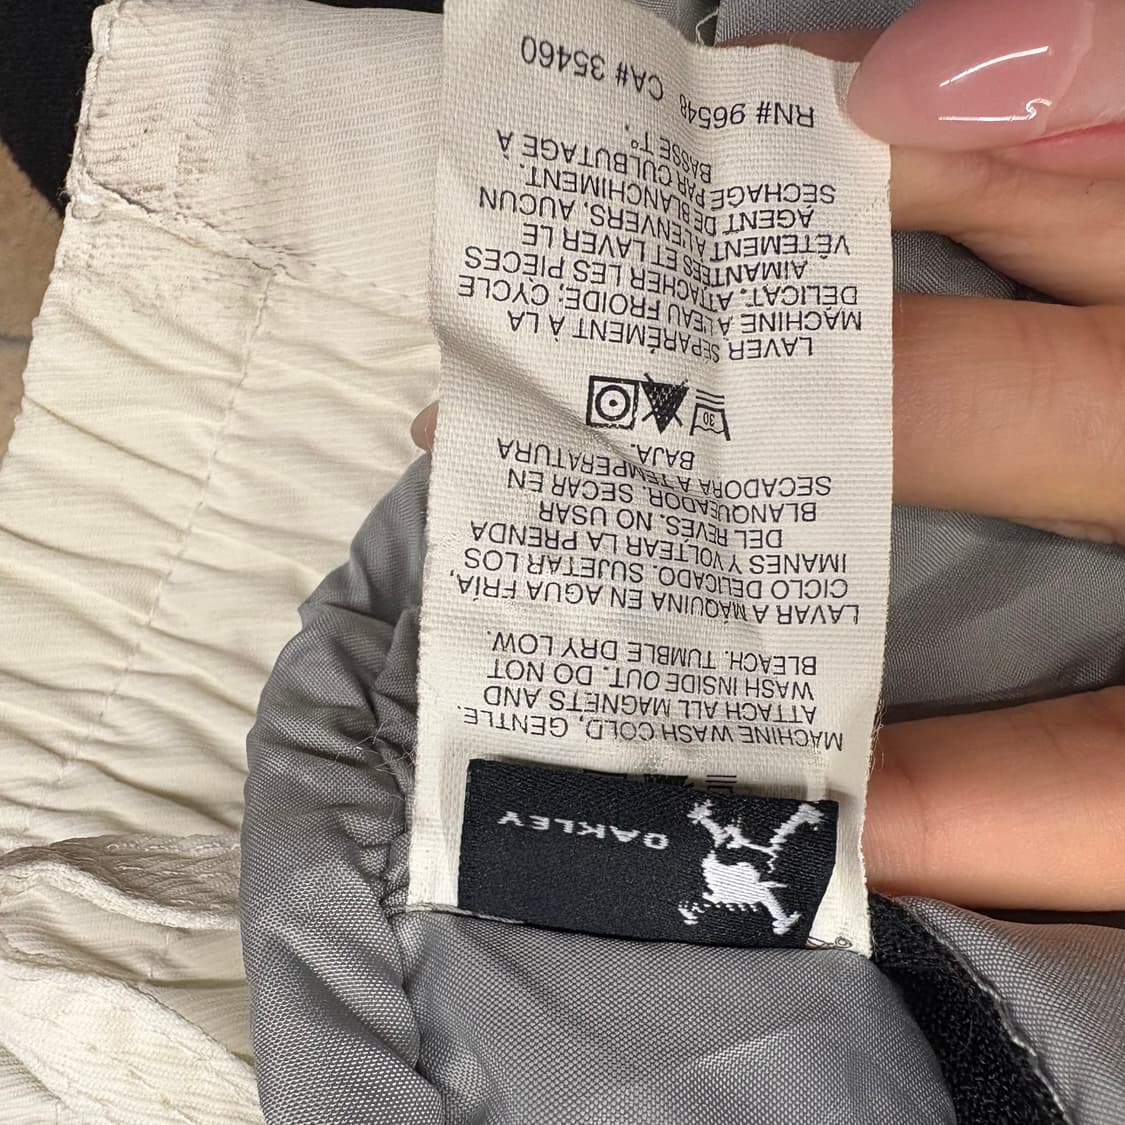 OAKLEY
MACHINE WASH COLD, GENTLE.
ATTACH ALL MAGNETS AND
WASH INSIDE OUT. DO NOT
BLEACH. TUMBLE DRY LOW.
LAVAR A MÁQUINA EN AGUA FRÍA,
CICLO DELICADO. SUJETAR LOS
IMANES Y VOLTEAR LA PRENDA
DEL REVÉS. NO USAR
BLANQUEADOR. SECAR EN
SECADORA A TEMPERATURA
BAJA.
30
LAVER SÉPARÉMENT À LA
MACHINE À L'EAU FROIDE, CYCLE
DÉLICAT. ATTACHER LES PIÈCES
AIMANTÉES ET LAVER LE
VÊTEMENT À L'ENVERS, AUCUN
AGENT DE BLANCHIMENT.
SÉCHAGE PAR CULBUTAGE À
BASSE T°.
RN# 96548 CA# 35460